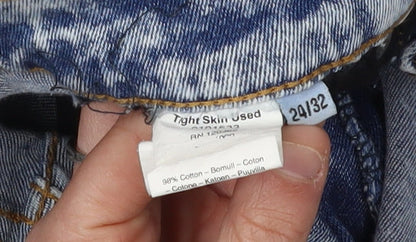 Tight Skin Used
24/32
98% Cotton - Bomull - Coton
- Cotone - Katoen - Puuvilla